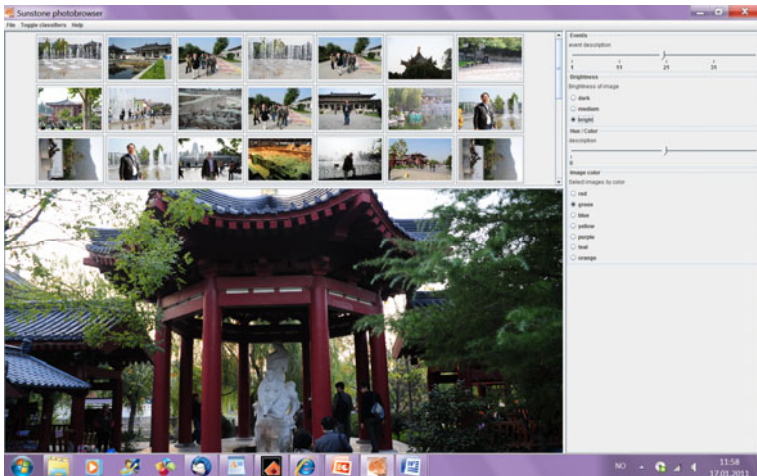 Sunstone photobrowser
File Toggle classifiers Help
Events
event description
1 11 21 31
Brightness
Brightness of image
dark
medium
bright
Hue / Color
description
0
Image color
Select images by color
red
green
blue
yellow
purple
teal
orange
NO
11:58
17.01.2011